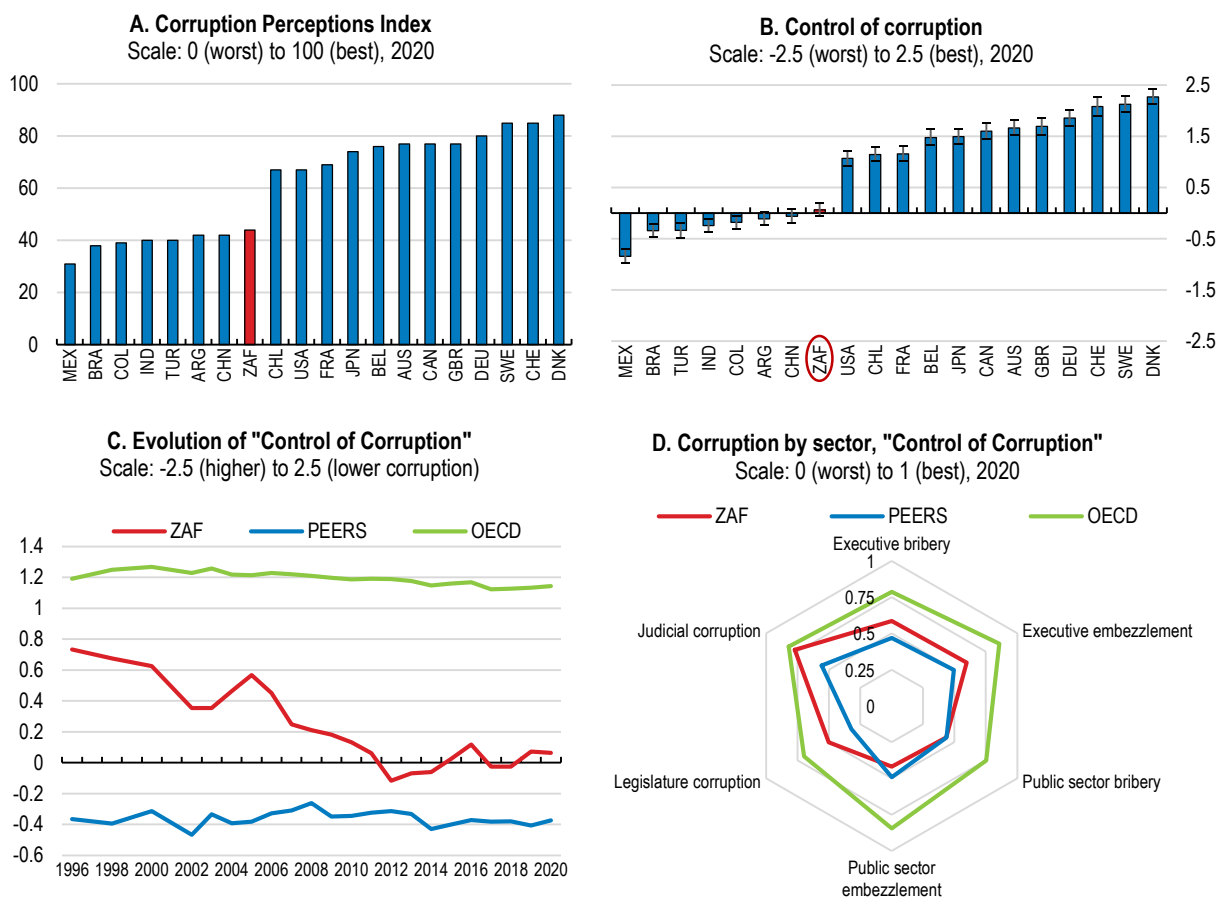 A. Corruption Perceptions Index
Scale: 0 (worst) to 100 (best), 2020
100
80
60
40
20
0
MEX BRA COL IND TUR ARG CHN ZAF CHL USA FRA JPN BEL AUS CAN GBR DEU SWE CHE DNK
B. Control of corruption
Scale: -2.5 (worst) to 2.5 (best), 2020
2.5
1.5
0.5
-0.5
-1.5
-2.5
MEX BRA TUR IND COL ARG CHN ZAF USA CHL FRA BEL JPN CAN AUS GBR DEU CHE SWE DNK
C. Evolution of "Control of Corruption"
Scale: -2.5 (higher) to 2.5 (lower corruption)
ZAF PEERS OECD
1.4
1.2
1
0.8
0.6
0.4
0.2
0
-0.2
-0.4
-0.6
1996 1998 2000 2002 2004 2006 2008 2010 2012 2014 2016 2018 2020
D. Corruption by sector, "Control of Corruption"
Scale: 0 (worst) to 1 (best), 2020
ZAF PEERS OECD
Executive bribery
1
0.75
0.5
0.25
0
Judicial corruption
Executive embezzlement
Legislature corruption
Public sector bribery
Public sector
embezzlement